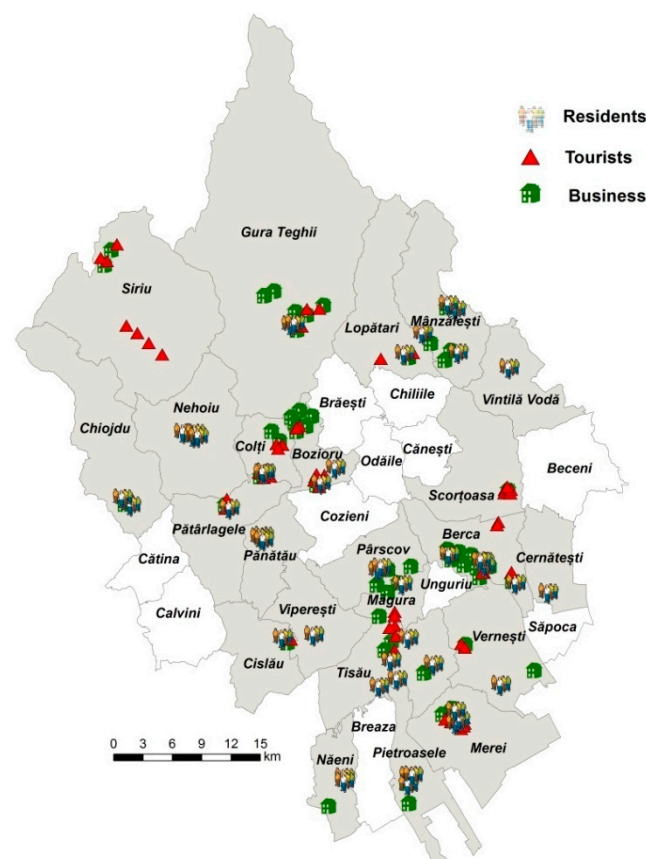 Residents
Tourists
Business
Gura Teghii
Siriu
Lopătari
Mânzălești
Vintilă Vodă
Chiliile
Brăești
Nehoiu
Chiojdu
Colți
Bozioru
Odăile
Cănești
Beceni
Scorțoasa
Cozieni
Pătârlagele
Pănătău
Pârscov
Berca
Cernătești
Cătina
Unguriu
Măgura
Calvini
Viperești
Săpoca
Vernești
Cislău
Tisău
Breaza
Merei
Pietroasele
Năeni
0 3 6 9 12 15
km